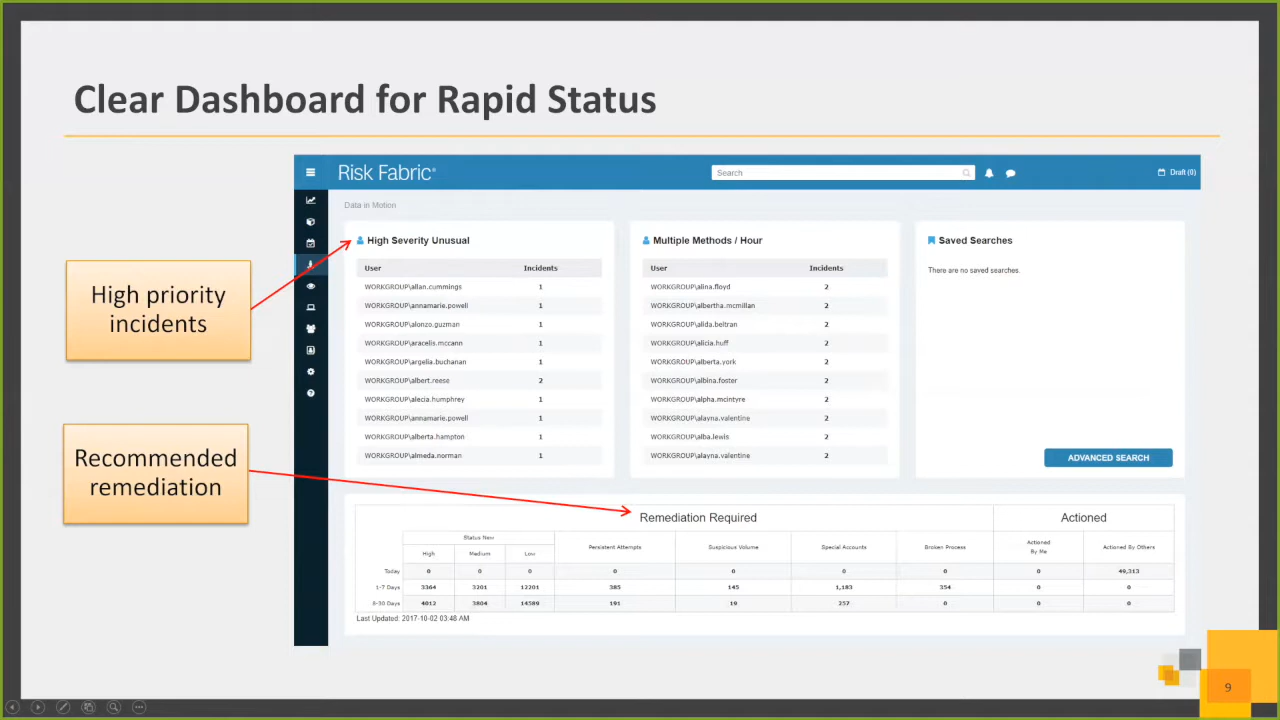 Clear Dashboard for Rapid Status
High priority
incidents
Recommended
remediation
Risk Fabric®
Search
Draft (0)
Data in Motion
High Severity Unusual
User Incidents
WORKGROUP\allan.cummings 1
WORKGROUP\annamarie.powell 1
WORKGROUP\alonzo.guzman 1
WORKGROUP\aracelis.mccann 1
WORKGROUP\argelia.buchanan 1
WORKGROUP\albert.reese 2
WORKGROUP\alecia.humphrey 1
WORKGROUP\annamarie.powell 1
WORKGROUP\alberta.hampton 1
WORKGROUP\almeda.norman 1
Multiple Methods / Hour
User Incidents
WORKGROUP\alina.floyd 2
WORKGROUP\albertha.mcmillan 2
WORKGROUP\alida.beltran 2
WORKGROUP\alicia.huff 2
WORKGROUP\alberta.york 2
WORKGROUP\albina.foster 2
WORKGROUP\alpha.mcintyre 2
WORKGROUP\alayna.valentine 2
WORKGROUP\alba.lewis 2
WORKGROUP\alayna.valentine 2
Saved Searches
There are no saved searches.
ADVANCED SEARCH
Remediation Required Actioned
Status New
High Medium Low Persistent Attempts Suspicious Volume Special Accounts Broken Process Actioned
By Me Actioned By Others
Today 0 0 0 0 0 0 0 0 49,313
1-7 Days 3364 3201 12201 385 145 1,183 354 0 0
8-30 Days 4012 3804 14589 191 19 257 0 0 0
Last Updated: 2017-10-02 03:48 AM
9